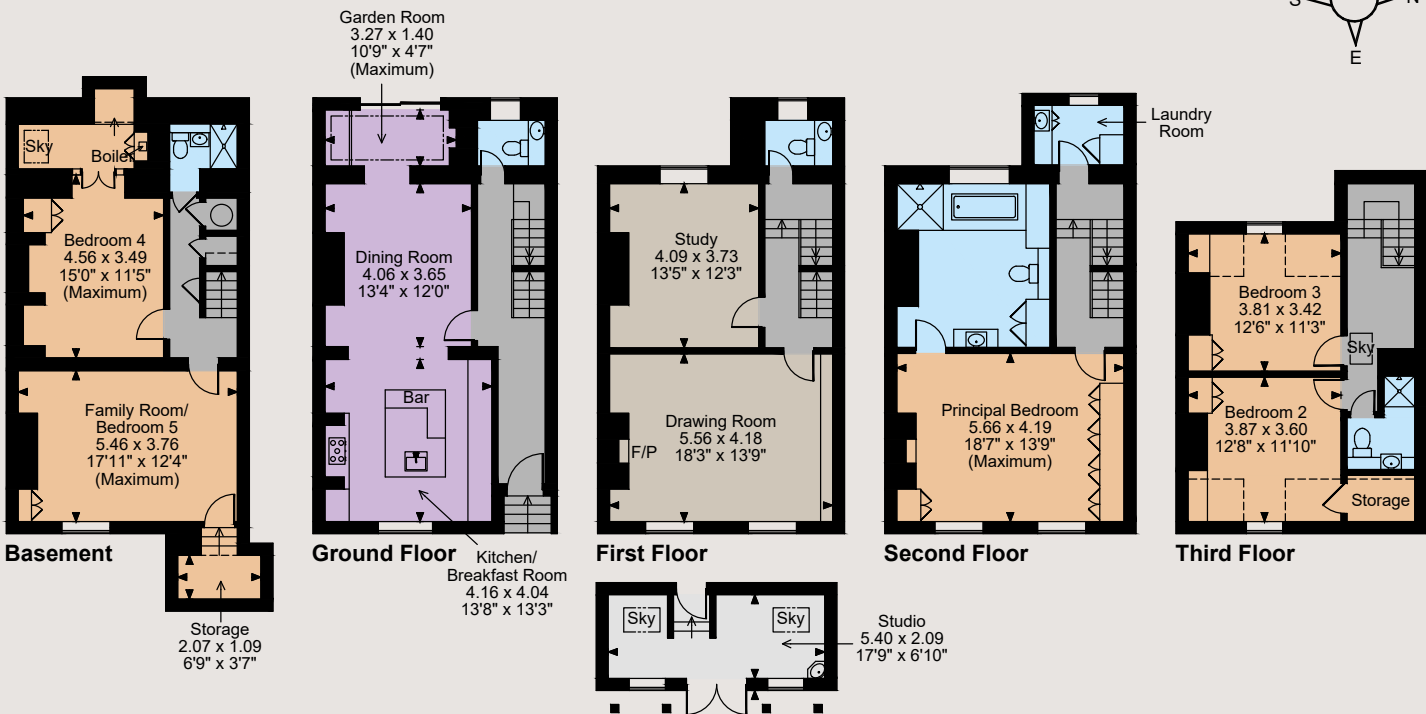 S
N
E
Garden Room
3.27 x 1.40
10'9" x 4'7"
(Maximum)
Laundry
Room
Sky
Boiler
Bedroom 4
4.56 x 3.49
15'0" x 11'5"
(Maximum)
Family Room/
Bedroom 5
5.46 x 3.76
17'11" x 12'4"
(Maximum)
Basement
Storage
2.07 x 1.09
6'9" x 3'7"
Dining Room
4.06 x 3.65
13'4" x 12'0"
Bar
Ground Floor
Kitchen/
Breakfast Room
4.16 x 4.04
13'8" x 13'3"
Study
4.09 x 3.73
13'5" x 12'3"
Drawing Room
5.56 x 4.18
18'3" x 13'9"
F/P
First Floor
Principal Bedroom
5.66 x 4.19
18'7" x 13'9"
(Maximum)
Second Floor
Bedroom 3
3.81 x 3.42
12'6" x 11'3"
Sky
Bedroom 2
3.87 x 3.60
12'8" x 11'10"
Storage
Third Floor
Sky
Sky
Studio
5.40 x 2.09
17'9" x 6'10"